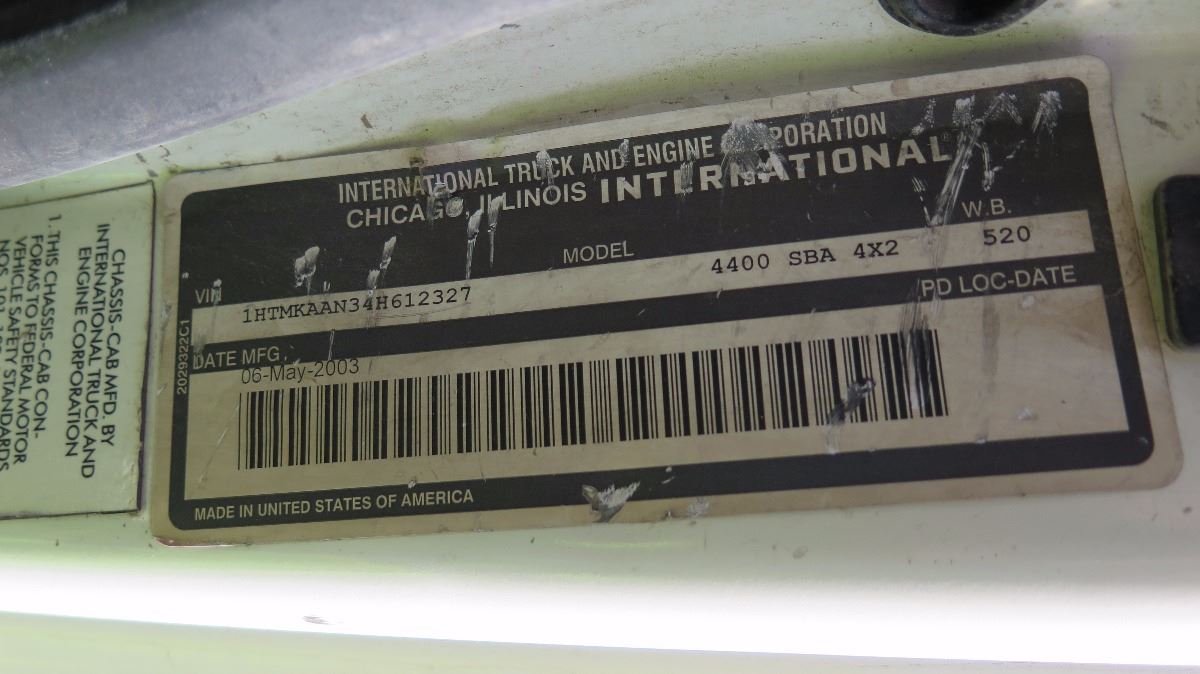 INTERNATIONAL TRUCK AND ENGINE PORATION
CHICAGO, ILLINOIS INTERNATIONAL®
VIN MODEL W.B.
1HTMKAAN34H612327 4400 SBA 4X2 520
DATE MFG. PD LOC-DATE
06-May-2003
MADE IN UNITED STATES OF AMERICA
2029322C1
CHASSIS-CAB MFD. BY
INTERNATIONAL TRUCK AND
ENGINE CORPORATION
1. THIS CHASSIS-CAB CON-
FORMS TO FEDERAL MOTOR
VEHICLE SAFETY STANDARDS
NOS.